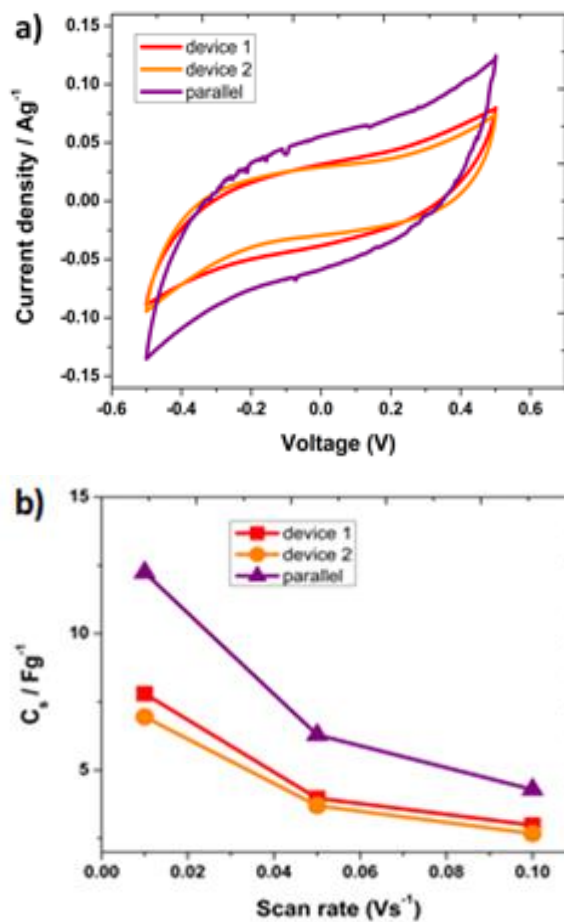 a)
0.15
0.10
0.05
0.00
-0.05
-0.10
-0.15
Current density / Ag⁻¹
device 1
device 2
parallel
-0.6 -0.4 -0.2 0.0 0.2 0.4 0.6
Voltage (V)
b)
15
10
5
Cₛ / Fg⁻¹
device 1
device 2
parallel
0.00 0.02 0.04 0.06 0.08 0.10
Scan rate (Vs⁻¹)